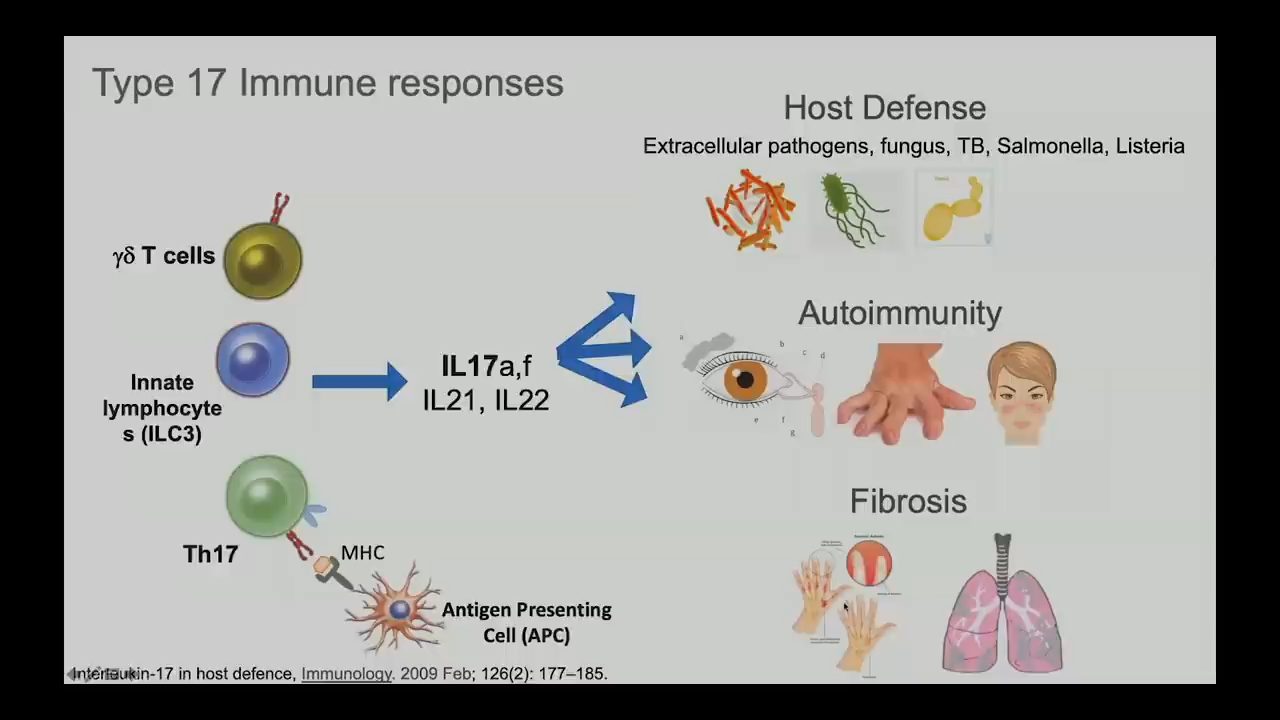 Type 17 Immune responses
Host Defense
Extracellular pathogens, fungus, TB, Salmonella, Listeria
γδ T cells
Innate
lymphocyte
s (ILC3)
IL17a,f
IL21, IL22
Autoimmunity
a
b
c
d
e
f
g
Fibrosis
Th17
MHC
Antigen Presenting
Cell (APC)
Interleukin-17 in host defence, Immunology. 2009 Feb; 126(2): 177–185.